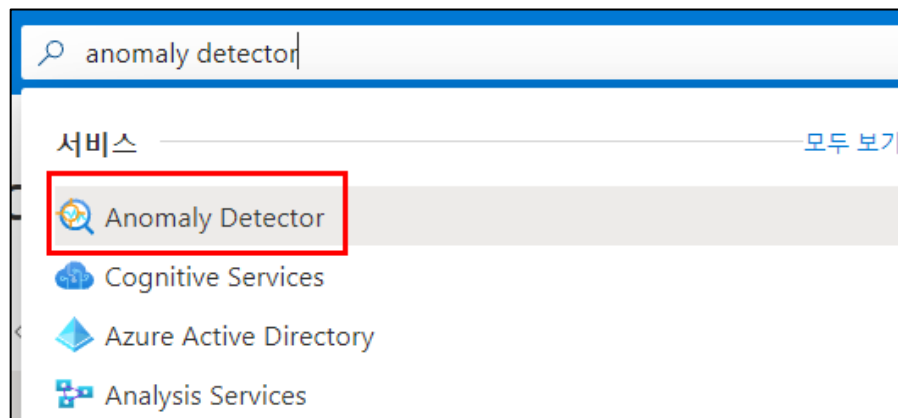 anomaly detector
서비스
모두 보기
Anomaly Detector
Cognitive Services
Azure Active Directory
Analysis Services